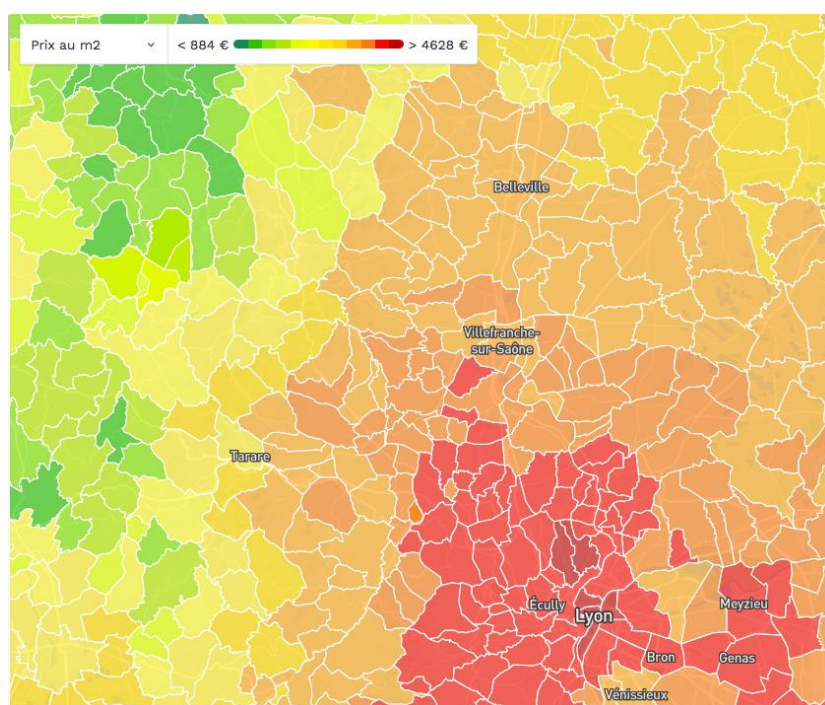 Prix au m2
< 884 €
> 4628 €
Belleville
Villefranche-
sur-Saône
Tarare
Écully
Lyon
Meyzieu
Bron
Genas
Vénissieux